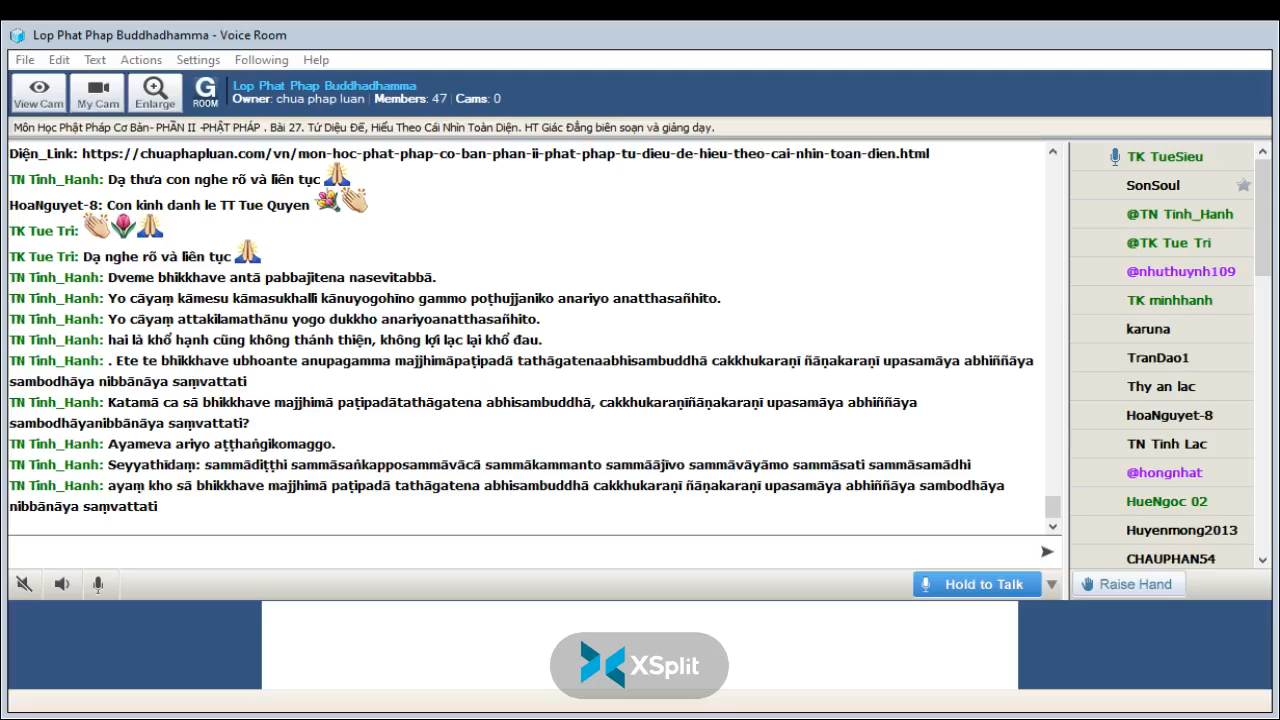 Lop Phat Phap Buddhadhamma - Voice Room
File Edit Text Actions Settings Following Help
View Cam
My Cam
Enlarge
G ROOM
Lop Phat Phap Buddhadhamma
Owner: chua phap luan | Members: 47 | Cams: 0
Môn Học Phật Pháp Cơ Bản- PHẦN II -PHẬT PHÁP . Bài 27. Tứ Diệu Đế, Hiểu Theo Cái Nhìn Toàn Diện. HT Giác Đẳng biên soạn và giảng dạy.
Diện_Link: https://chuaphapluan.com/vn/mon-hoc-phat-phap-co-ban-phan-ii-phat-phap-tu-dieu-de-hieu-theo-cai-nhin-toan-dien.html
TN Tinh_Hanh: Dạ thưa con nghe rõ và liên tục
HoaNguyet-8: Con kinh danh le TT Tue Quyen
TK Tue Tri:
TK Tue Tri: Dạ nghe rõ và liên tục
TN Tinh_Hanh: Dveme bhikkhave antā pabbajitena nasevitabbā.
TN Tinh_Hanh: Yo cāyaṃ kāmesu kāmasukhalli kānuyogohīno gammo poṭhujjaniko anariyo anatthasañhito.
TN Tinh_Hanh: Yo cāyaṃ attakilamathānu yogo dukkho anariyoanatthasañhito.
TN Tinh_Hanh: hai là khổ hạnh cũng không thánh thiện, không lợi lạc lại khổ đau.
TN Tinh_Hanh: . Ete te bhikkhave ubhoante anupagamma majjhimāpaṭipadā tathāgatenaabhisambuddhā cakkhukaraṇī ñāṇakaraṇī upasamāya abhiññāya
sambodhāya nibbānāya saṃvattati
TN Tinh_Hanh: Katamā ca sā bhikkhave majjhimā paṭipadātathāgatena abhisambuddhā, cakkhukaraṇīñāṇakaraṇī upasamāya abhiññāya
sambodhāyanibbānāya saṃvattati?
TN Tinh_Hanh: Ayameva ariyo aṭṭhaṅgikomaggo.
TN Tinh_Hanh: Seyyathīdaṃ: sammādiṭṭhi sammāsaṅkapposammāvācā sammākammanto sammāājīvo sammāvāyāmo sammāsati sammāsamādhi
TN Tinh_Hanh: ayaṃ kho sā bhikkhave majjhimā paṭipadā tathāgatena abhisambuddhā cakkhukaraṇī ñāṇakaraṇī upasamāya abhiññāya sambodhāya
nibbānāya saṃvattati
TK TueSieu
SonSoul
@TN Tinh_Hanh
@TK Tue Tri
@nhuthuynh109
TK minhhanh
karuna
TranDao1
Thy an lac
HoaNguyet-8
TN Tinh Lac
@hongnhat
HueNgoc 02
Huyenmong2013
CHAUPHAN54
Hold to Talk
Raise Hand
XSplit